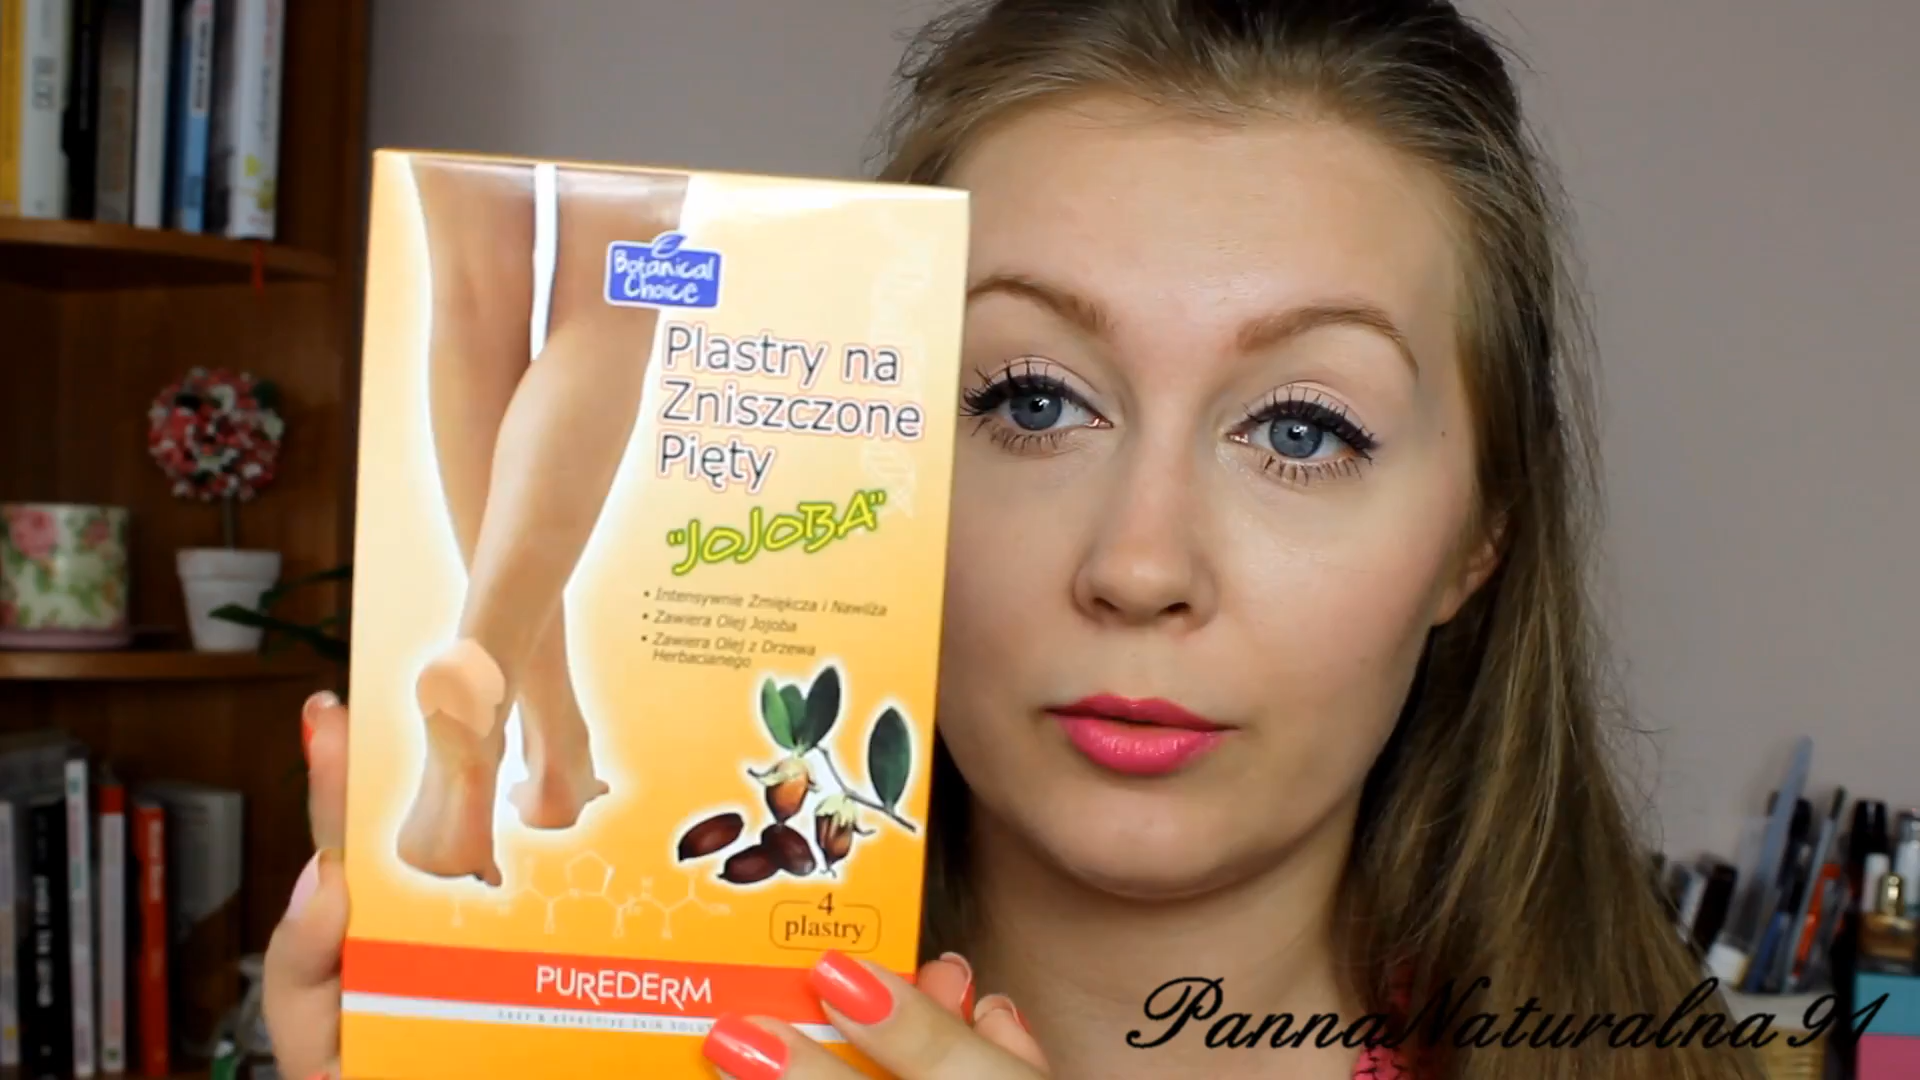 Botanical
Choice
Plastry na
Zniszczone
Pięty
"JOJOBA"
• Intensywnie Zmiękcza i Nawilża
• Zawiera Olej Jojoba
• Zawiera Olej z Drzewa
Herbacianego
4
plastry
PUREDERM
PannaNaturalna91